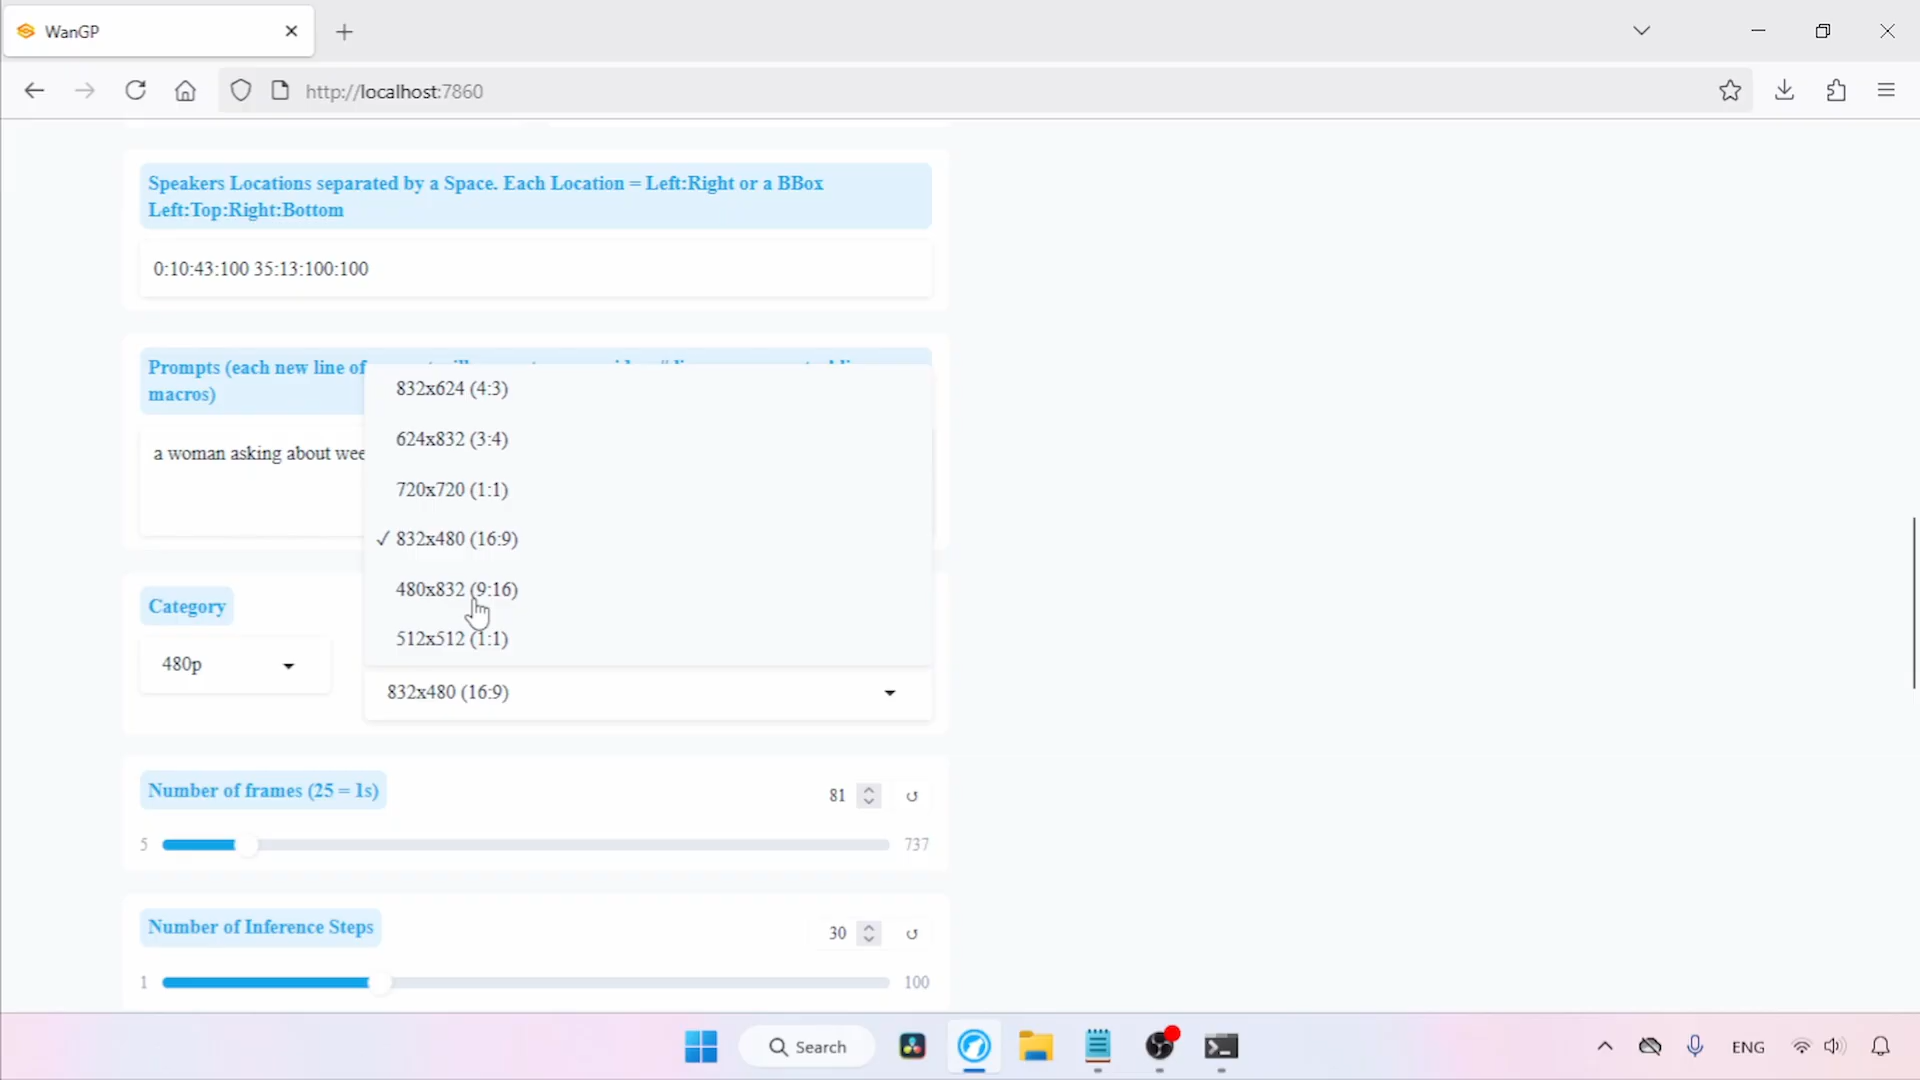 WanGP
http://localhost:7860
Speakers Locations separated by a Space. Each Location = Left:Right or a BBox
Left:Top:Right:Bottom
0:10:43:100 35:13:100:100
Prompts (each new line of
macros)
a woman asking about wee
832x624 (4:3)
624x832 (3:4)
720x720 (1:1)
✓ 832x480 (16:9)
480x832 (9:16)
512x512 (1:1)
Category
480p
832x480 (16:9)
Number of frames (25 = 1s)
81
5
737
Number of Inference Steps
30
1
100
Search
ENG